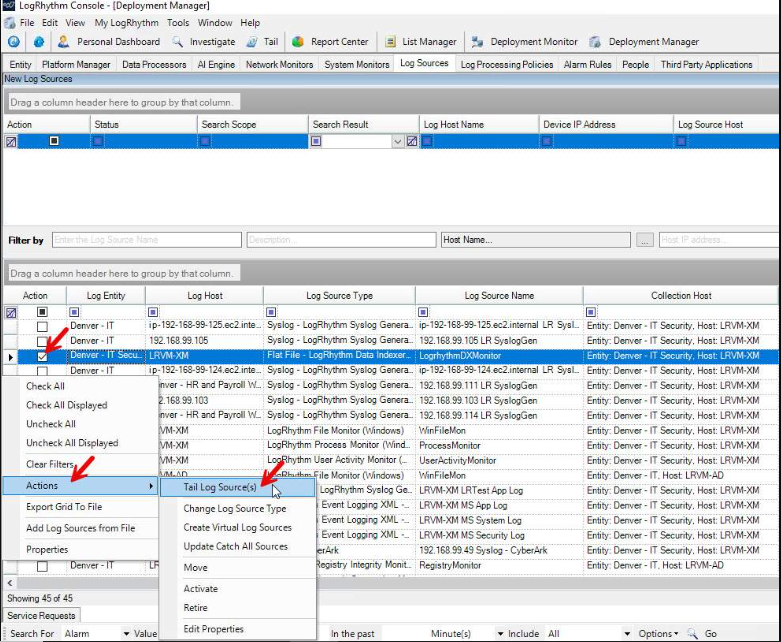 LogRhythm Console - [Deployment Manager]
File Edit View My LogRhythm Tools Window Help
Personal Dashboard Investigate Tail Report Center List Manager Deployment Monitor Deployment Manager
Entity Platform Manager Data Processors AI Engine Network Monitors System Monitors Log Sources Log Processing Policies Alarm Rules People Third Party Applications
New Log Sources
Drag a column header here to group by that column.
Action Status Search Scope Search Result Log Host Name Device IP Address Log Source Host
Filter by Enter the Log Source Name Description... Host Name... ... Host IP address...
Drag a column header here to group by that column.
Action Log Entity Log Host Log Source Type Log Source Name Collection Host
Denver - IT ip-192-168-99-125.ec2.inte... Syslog - LogRhythm Syslog Genera... ip-192-168-99-125.ec2.internal LR Sysl... Entity: Denver - IT Security, Host: LRVM-XM
Denver - IT 192.168.99.105 Syslog - LogRhythm Syslog Genera... 192.168.99.105 LR SyslogGen Entity: Denver - IT Security, Host: LRVM-XM
Denver - IT Secu... LRVM-XM Flat File - LogRhythm Data Indexer... LogrhythmDXMonitor Entity: Denver - IT Security, Host: LRVM-XM
Denver - IT ip-192-168-99-124.ec2.inte... Syslog - LogRhythm Syslog Genera... ip-192-168-99-124.ec2.internal LR Sysl... Entity: Denver - IT Security, Host: LRVM-XM
Check All
nver - HR and Payroll W... Syslog - LogRhythm Syslog Genera... 192.168.99.111 LR SyslogGen Entity: Denver - IT Security, Host: LRVM-XM
Check All Displayed
2.168.99.103 Syslog - LogRhythm Syslog Genera... 192.168.99.103 LR SyslogGen Entity: Denver - IT Security, Host: LRVM-XM
nver - HR and Payroll W... Syslog - LogRhythm Syslog Genera... 192.168.99.114 LR SyslogGen Entity: Denver - IT Security, Host: LRVM-XM
Uncheck All
VM-XM LogRhythm File Monitor (Windows) WinFileMon Entity: Denver - IT Security, Host: LRVM-XM
Uncheck All Displayed
VM-XM LogRhythm Process Monitor (Wind... ProcessMonitor Entity: Denver - IT Security, Host: LRVM-XM
Clear Filters
VM-XM LogRhythm User Activity Monitor (... UserActivityMonitor Entity: Denver - IT Security, Host: LRVM-XM
LogRhythm File Monitor (Windows) WinFileMon Entity: Denver - IT, Host: LRVM-AD
Actions Tail Log Source(s) LogRhythm Syslog Ge... LRVM-XM LRTest App Log Entity: Denver - IT Security, Host: LRVM-XM
Export Grid To File Change Log Source Type Event Logging XML -... LRVM-XM MS App Log Entity: Denver - IT Security, Host: LRVM-XM
Add Log Sources from File Create Virtual Log Sources Event Logging XML -... LRVM-XM MS System Log Entity: Denver - IT Security, Host: LRVM-XM
Event Logging XML -... LRVM-XM MS Security Log Entity: Denver - IT Security, Host: LRVM-XM
Properties Update Catch All Sources berArk 192.168.99.49 Syslog - CyberArk Entity: Denver - IT Security, Host: LRVM-XM
Denver - IT LR Move Registry Integrity Monit... RegistryMonitor Entity: Denver - IT, Host: LRVM-AD
Activate
Showing 45 of 45
Retire
Service Requests
Edit Properties
Search For Alarm Value In the past Minute(s) Include All Options Go